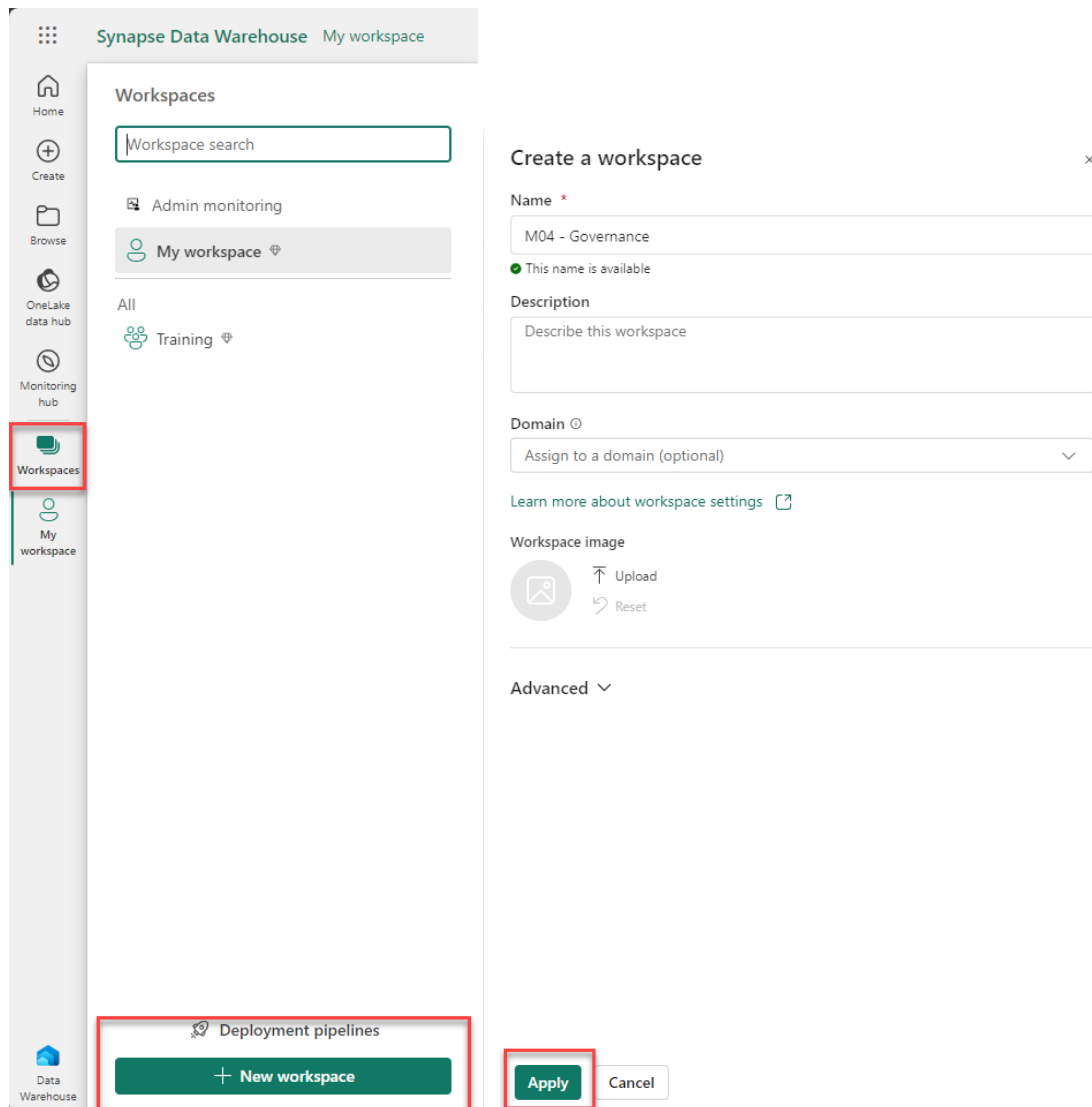 Synapse Data Warehouse My workspace
Home
Create
Browse
OneLake
data hub
Monitoring
hub
Workspaces
My
workspace
Data
Warehouse
Workspaces
Workspace search
Admin monitoring
My workspace
All
Training
Deployment pipelines
New workspace
Create a workspace
Name *
M04 - Governance
This name is available
Description
Describe this workspace
Domain
Assign to a domain (optional)
Learn more about workspace settings
Workspace image
Upload
Reset
Advanced
Apply
Cancel